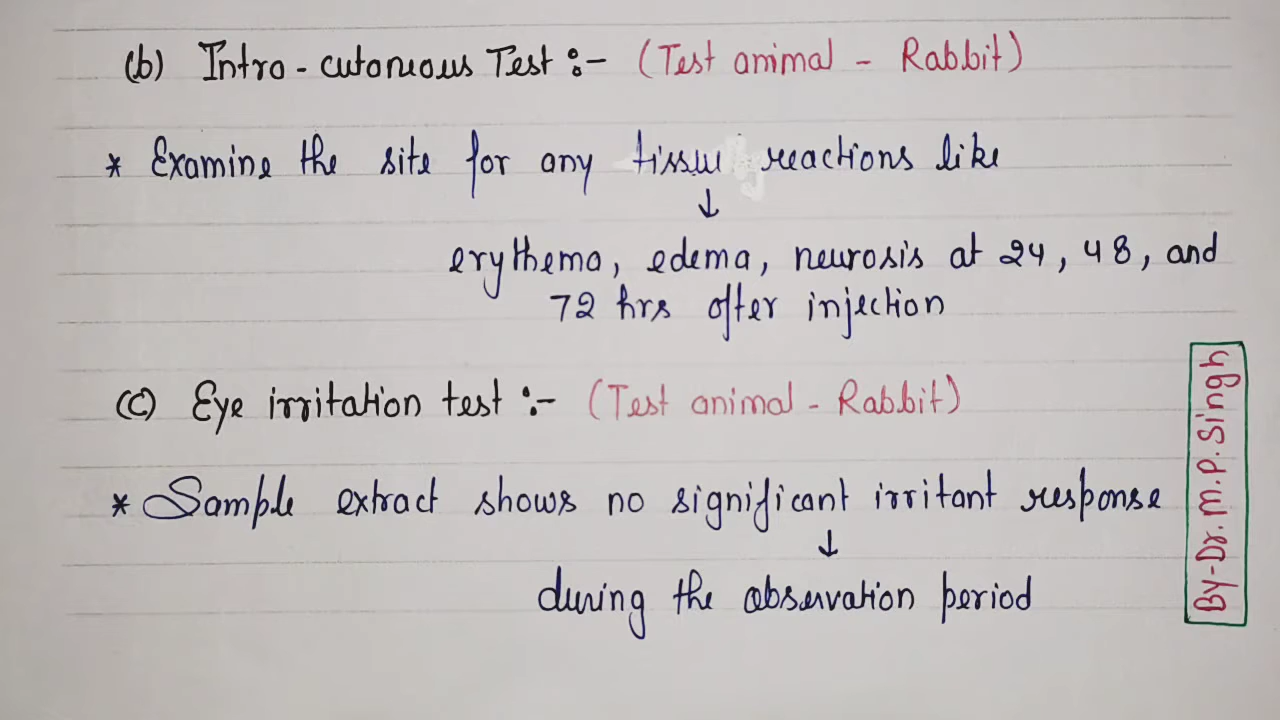 (b) Intra-cutaneous Test :- (Test animal - Rabbit)
* Examine the site for any tissue reactions like
↓
erythema, edema, neurosis at 24, 48, and
72 hrs after injection
(c) Eye irritation test :- (Test animal - Rabbit)
* Sample extract shows no significant irritant response
↓
during the observation period
By-Dr. M. P. Singh